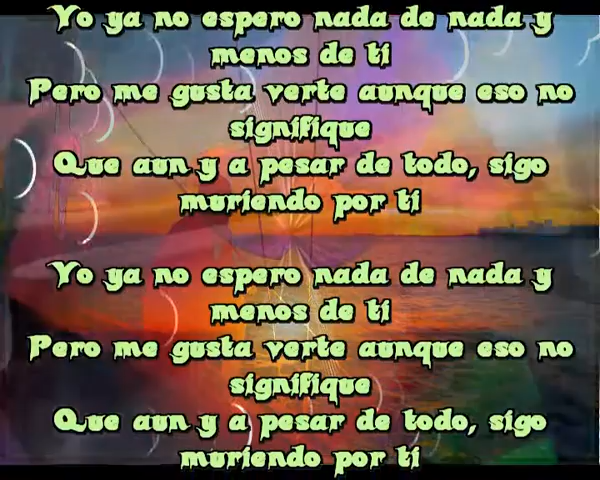 Yo ya no espero nada de nada y
menos de ti
Pero me gusta verte aunque eso no
signifique
Que aun y a pesar de todo, sigo
muriendo por ti
Yo ya no espero nada de nada y
menos de ti
Pero me gusta verte aunque eso no
signifique
Que aun y a pesar de todo, sigo
muriendo por ti